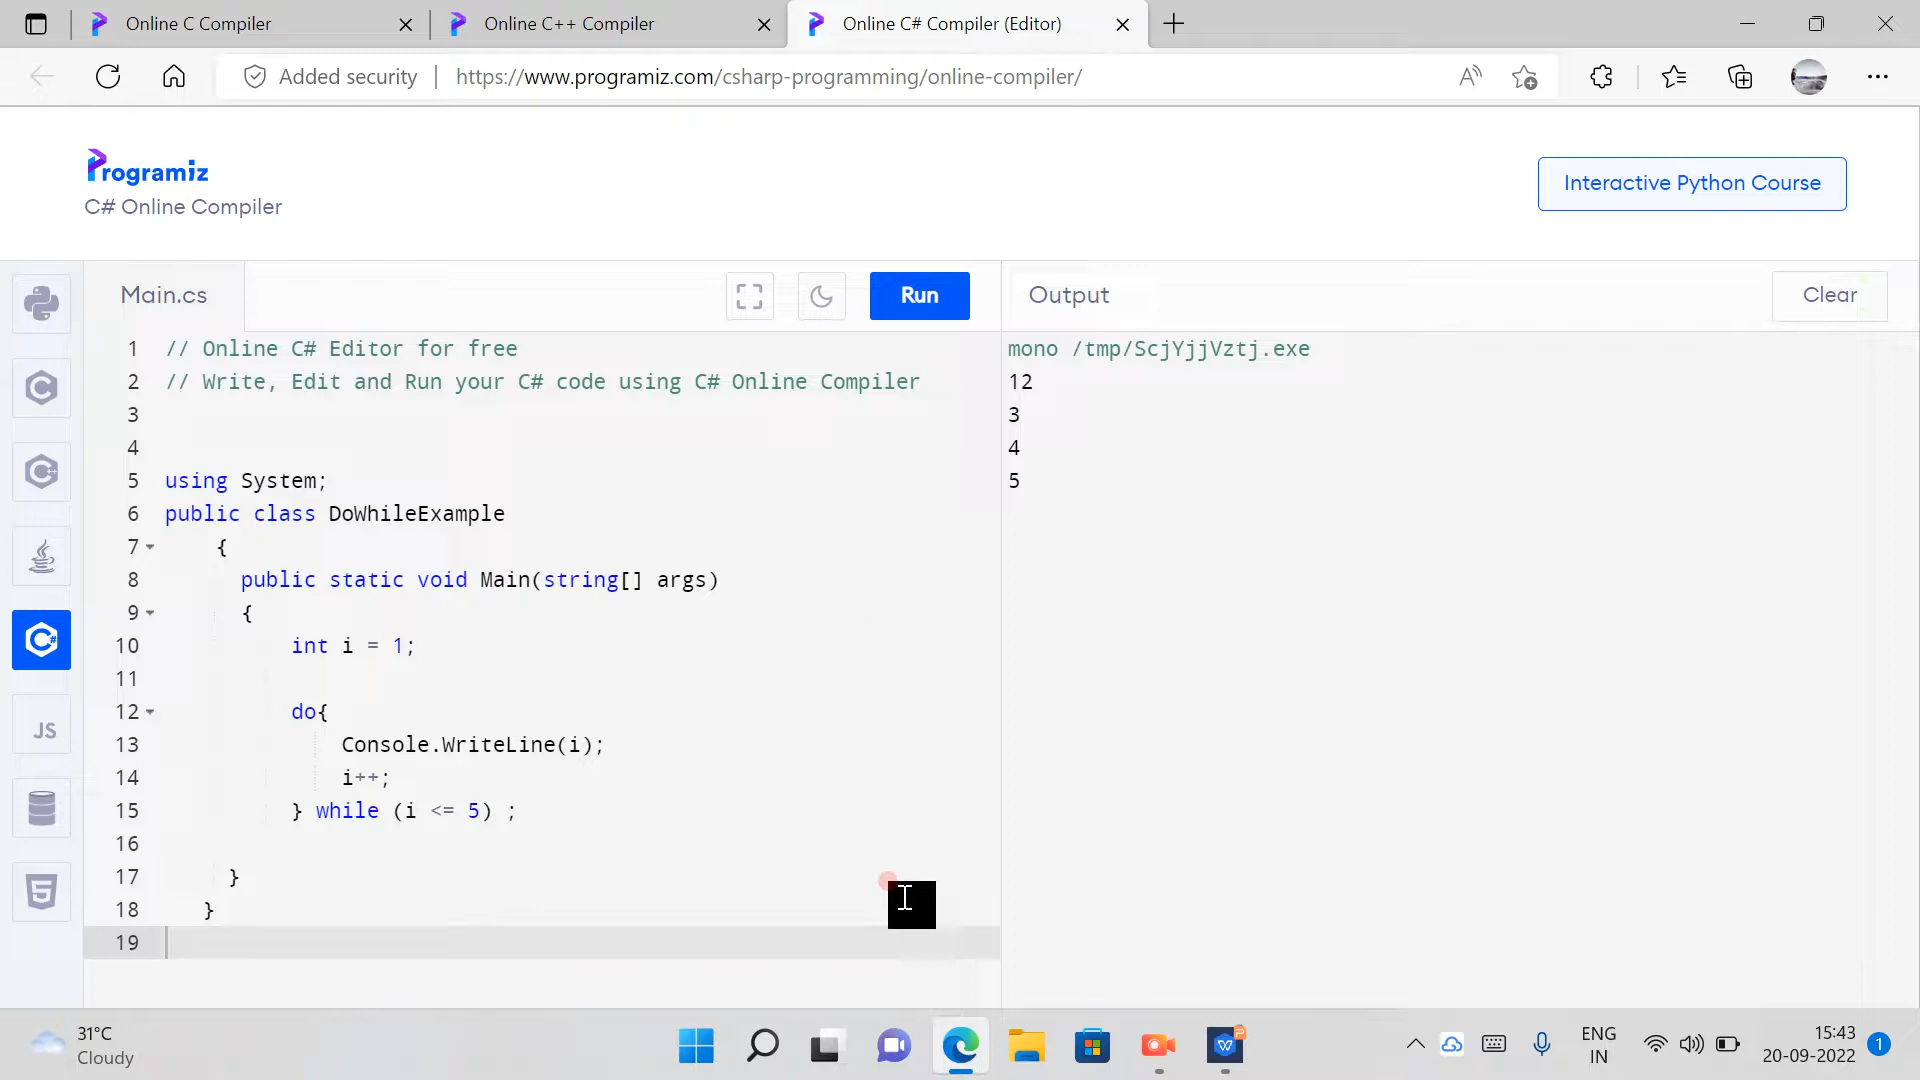 Online C Compiler
Online C++ Compiler
Online C# Compiler (Editor)
Added security
https://www.programiz.com/csharp-programming/online-compiler/
Programiz
C# Online Compiler
Interactive Python Course
Main.cs
Run
Output
Clear
1 // Online C# Editor for free
2 // Write, Edit and Run your C# code using C# Online Compiler
3
4
5 using System;
6 public class DoWhileExample
7 {
8 public static void Main(string[] args)
9 {
10 int i = 1;
11
12 do{
13 Console.WriteLine(i);
14 i++;
15 } while (i <= 5) ;
16
17 }
18 }
19
mono /tmp/ScjYjjVztj.exe
12
3
4
5
JS
31°C
Cloudy
ENG
IN
15:43
20-09-2022
1